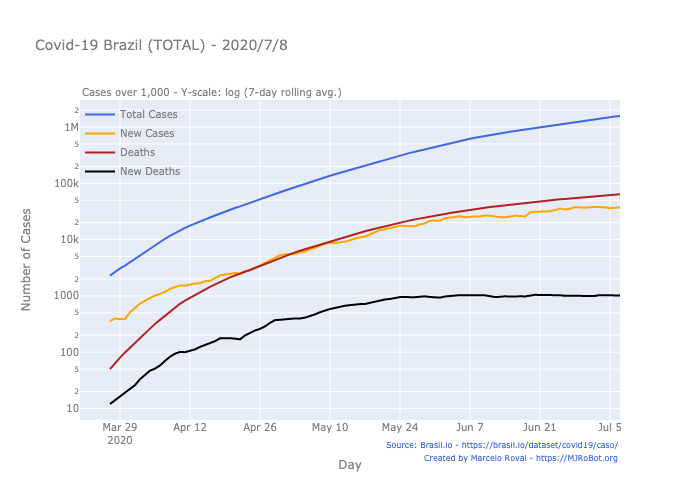 Covid-19 Brazil (TOTAL) - 2020/7/8
Cases over 1,000 - Y-scale: log (7-day rolling avg.)
Total Cases
New Cases
Deaths
New Deaths
2
1M
5
2
100k
5
2
10k
5
2
1000
5
2
100
5
2
10
Number of Cases
Mar 29 Apr 12 Apr 26 May 10 May 24 Jun 7 Jun 21 Jul 5
2020
Day
Source: Brasil.io - https://brasil.io/dataset/covid19/caso/
Created by Marcelo Rovai - https://MJRoBot.org